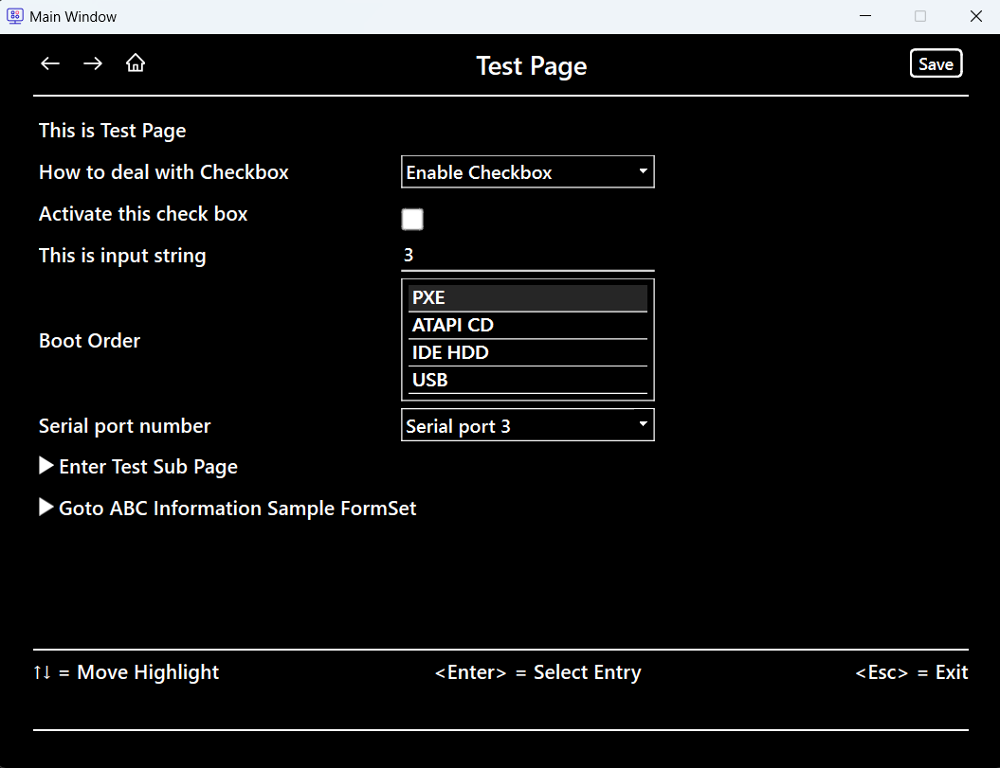 Main Window
Test Page
Save
This is Test Page
How to deal with Checkbox Enable Checkbox
Activate this check box
This is input string 3
Boot Order
PXE
ATAPI CD
IDE HDD
USB
Serial port number Serial port 3
Enter Test Sub Page
Goto ABC Information Sample FormSet
↑↓ = Move Highlight <Enter> = Select Entry <Esc> = Exit